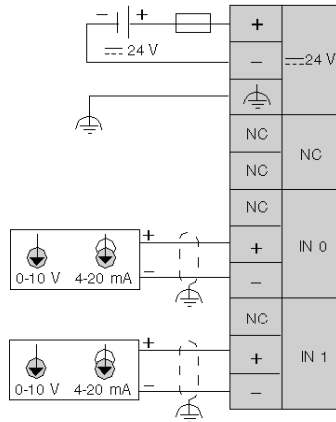 - +
24 V
+
-
24 V
NC
NC
NC
NC
+
-
IN 0
+
-
0-10 V 4-20 mA
NC
+
-
IN 1
+
-
0-10 V 4-20 mA